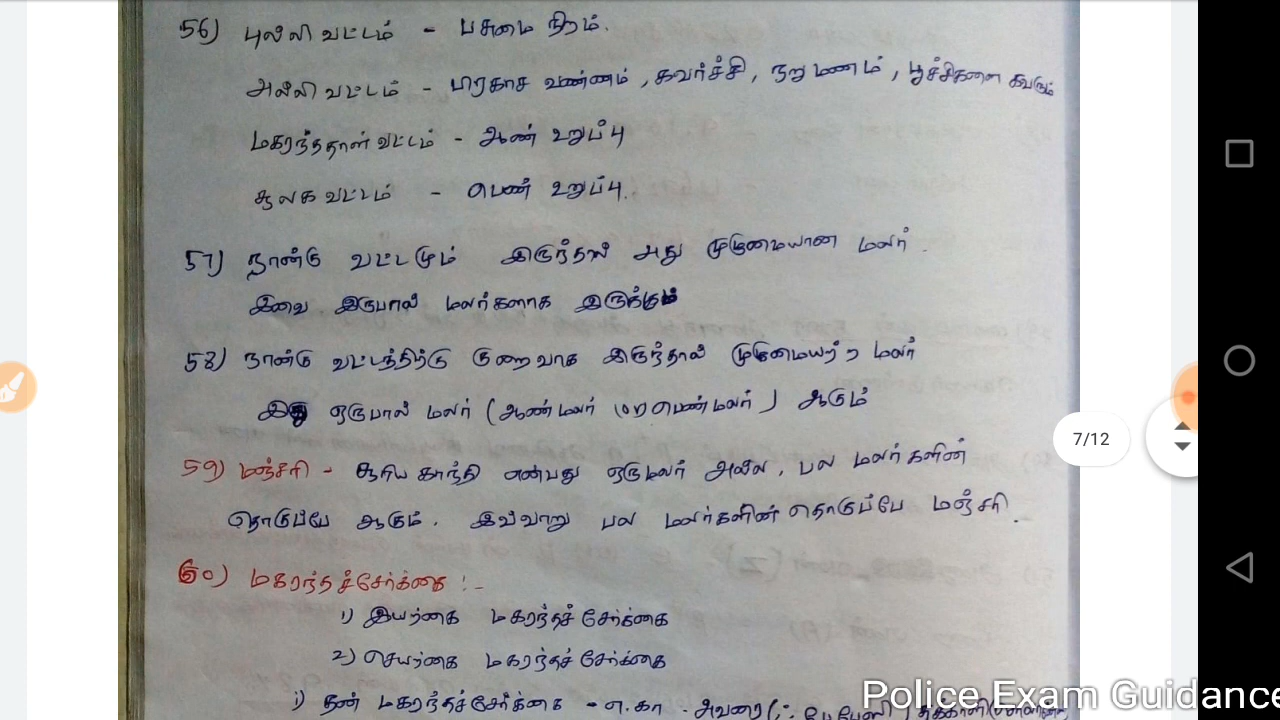 56) புல்லி வட்டம் - பசுமை நிறம்.
அல்லி வட்டம் - பிரகாச வண்ணம், கவர்ச்சி, நறுமணம், பூச்சிகளை கவரும்
மகரந்ததாள் வட்டம் - ஆண் உறுப்பு
சூலக வட்டம் - பெண் உறுப்பு.
57) நான்கு வட்டமும் இருந்தால் அது முழுமையான மலர்.
இவை இருபால் மலர்களாக இருக்கும்
58) நான்கு வட்டத்திற்கு குறைவாக இருந்தால் முழுமையற்ற மலர்
இது ஒருபால் மலர் (ஆண்மலர் (அ) பெண்மலர்) ஆகும்
7/12
59) மஞ்சரி - சூரிய காந்தி என்பது ஒருமலர் அல்ல, பல மலர்களின்
தொகுப்பே ஆகும். இவ்வாறு பல மலர்களின் தொகுப்பே மஞ்சரி.
60) மகரந்தச்சேர்க்கை :-
1) இயற்கை மகரந்தச் சேர்க்கை
2) செயற்கை மகரந்தச் சேர்க்கை
i) தன் மகரந்தச்சேர்க்கை - எ.கா - அவரை
Police Exam Guidance